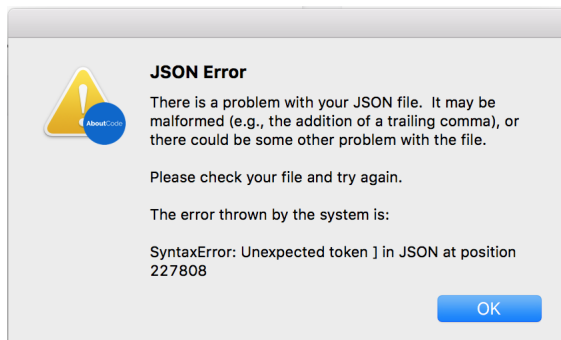 JSON Error
There is a problem with your JSON file.  It may be
malformed (e.g., the addition of a trailing comma), or
there could be some other problem with the file.
Please check your file and try again.
The error thrown by the system is:
SyntaxError: Unexpected token ] in JSON at position
227808
AboutCode
OK